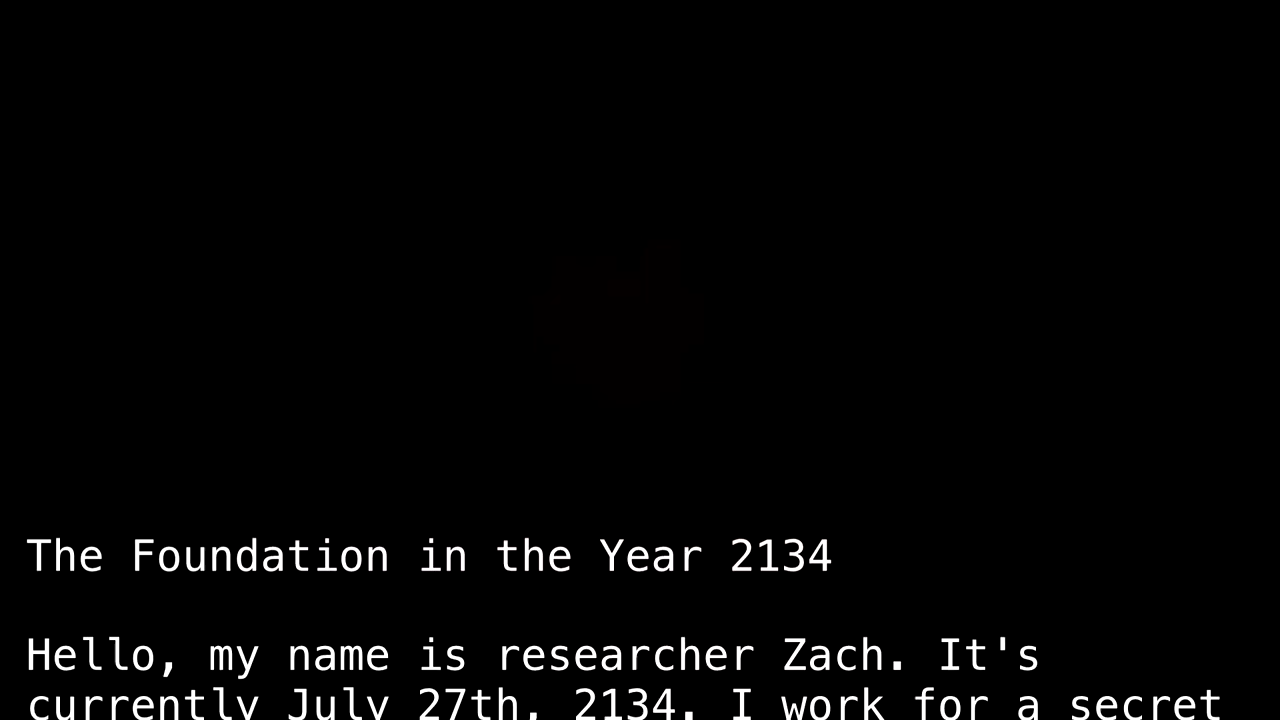 The Foundation in the Year 2134
Hello, my name is researcher Zach. It's
currently July 27th, 2134. I work for a secret